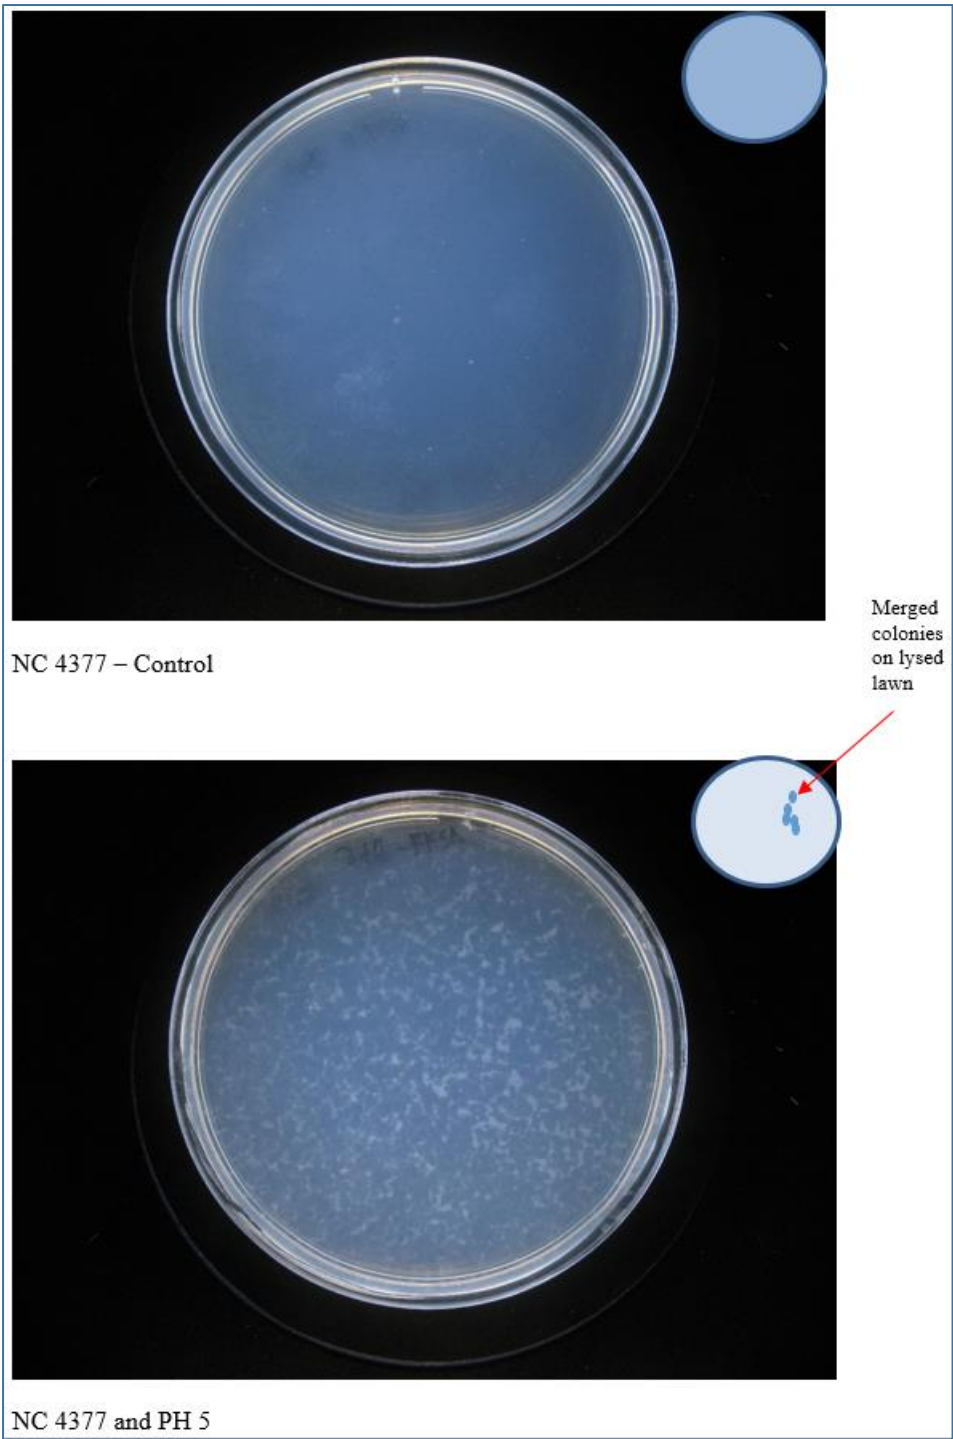 NC 4377 – Control
Merged
colonies
on lysed
lawn
NC 4377 and PH 5